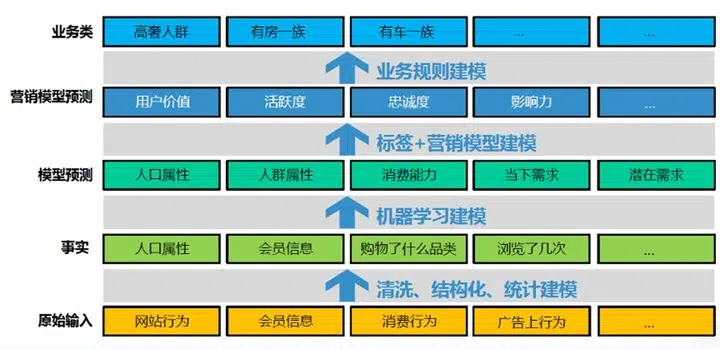 业务类 高奢人群 有房一族 有车一族 ... ...
业务规则建模
营销模型预测 用户价值 活跃度 忠诚度 影响力 ...
标签+营销模型建模
模型预测 人口属性 人群属性 消费能力 当下需求 潜在需求
机器学习建模
事实 人口属性 会员信息 购物了什么品类 浏览了几次 ...
清洗、结构化、统计建模
原始输入 网站行为 会员信息 消费行为 广告上行为 ...